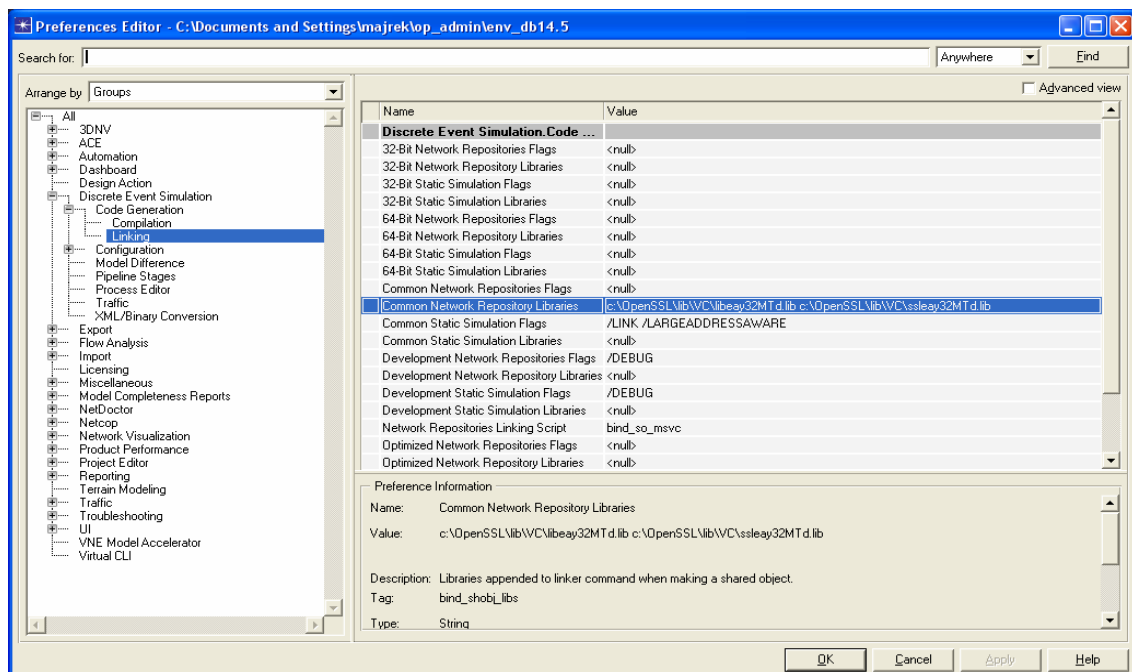 Preferences Editor - C:\Documents and Settings\majrek\op_admin\env_db14.5
Search for:
Anywhere
Find
Arrange by Groups
Advanced view
All
3DNV
ACE
Automation
Dashboard
Design Action
Discrete Event Simulation
Code Generation
Compilation
Linking
Configuration
Model Difference
Pipeline Stages
Process Editor
Traffic
XML/Binary Conversion
Export
Flow Analysis
Import
Licensing
Miscellaneous
Model Completeness Reports
NetDoctor
Netcop
Network Visualization
Product Performance
Project Editor
Reporting
Terrain Modeling
Traffic
Troubleshooting
UI
VNE Model Accelerator
Virtual CLI
Name Value
Discrete Event Simulation.Code ...
32-Bit Network Repositories Flags <null>
32-Bit Network Repository Libraries <null>
32-Bit Static Simulation Flags <null>
32-Bit Static Simulation Libraries <null>
64-Bit Network Repositories Flags <null>
64-Bit Network Repository Libraries <null>
64-Bit Static Simulation Flags <null>
64-Bit Static Simulation Libraries <null>
Common Network Repositories Flags <null>
Common Network Repository Libraries c:\OpenSSL\lib\VC\libeay32MTd.lib c:\OpenSSL\lib\VC\ssleay32MTd.lib
Common Static Simulation Flags /LINK /LARGEADDRESSAWARE
Common Static Simulation Libraries <null>
Development Network Repositories Flags /DEBUG
Development Network Repository Libraries <null>
Development Static Simulation Flags /DEBUG
Development Static Simulation Libraries <null>
Network Repositories Linking Script bind_so_msvc
Optimized Network Repositories Flags <null>
Optimized Network Repository Libraries <null>
Preference Information
Name: Common Network Repository Libraries
Value: c:\OpenSSL\lib\VC\libeay32MTd.lib c:\OpenSSL\lib\VC\ssleay32MTd.lib
Description: Libraries appended to linker command when making a shared object.
Tag: bind_shobj_libs
Type: String
OK Cancel Apply Help